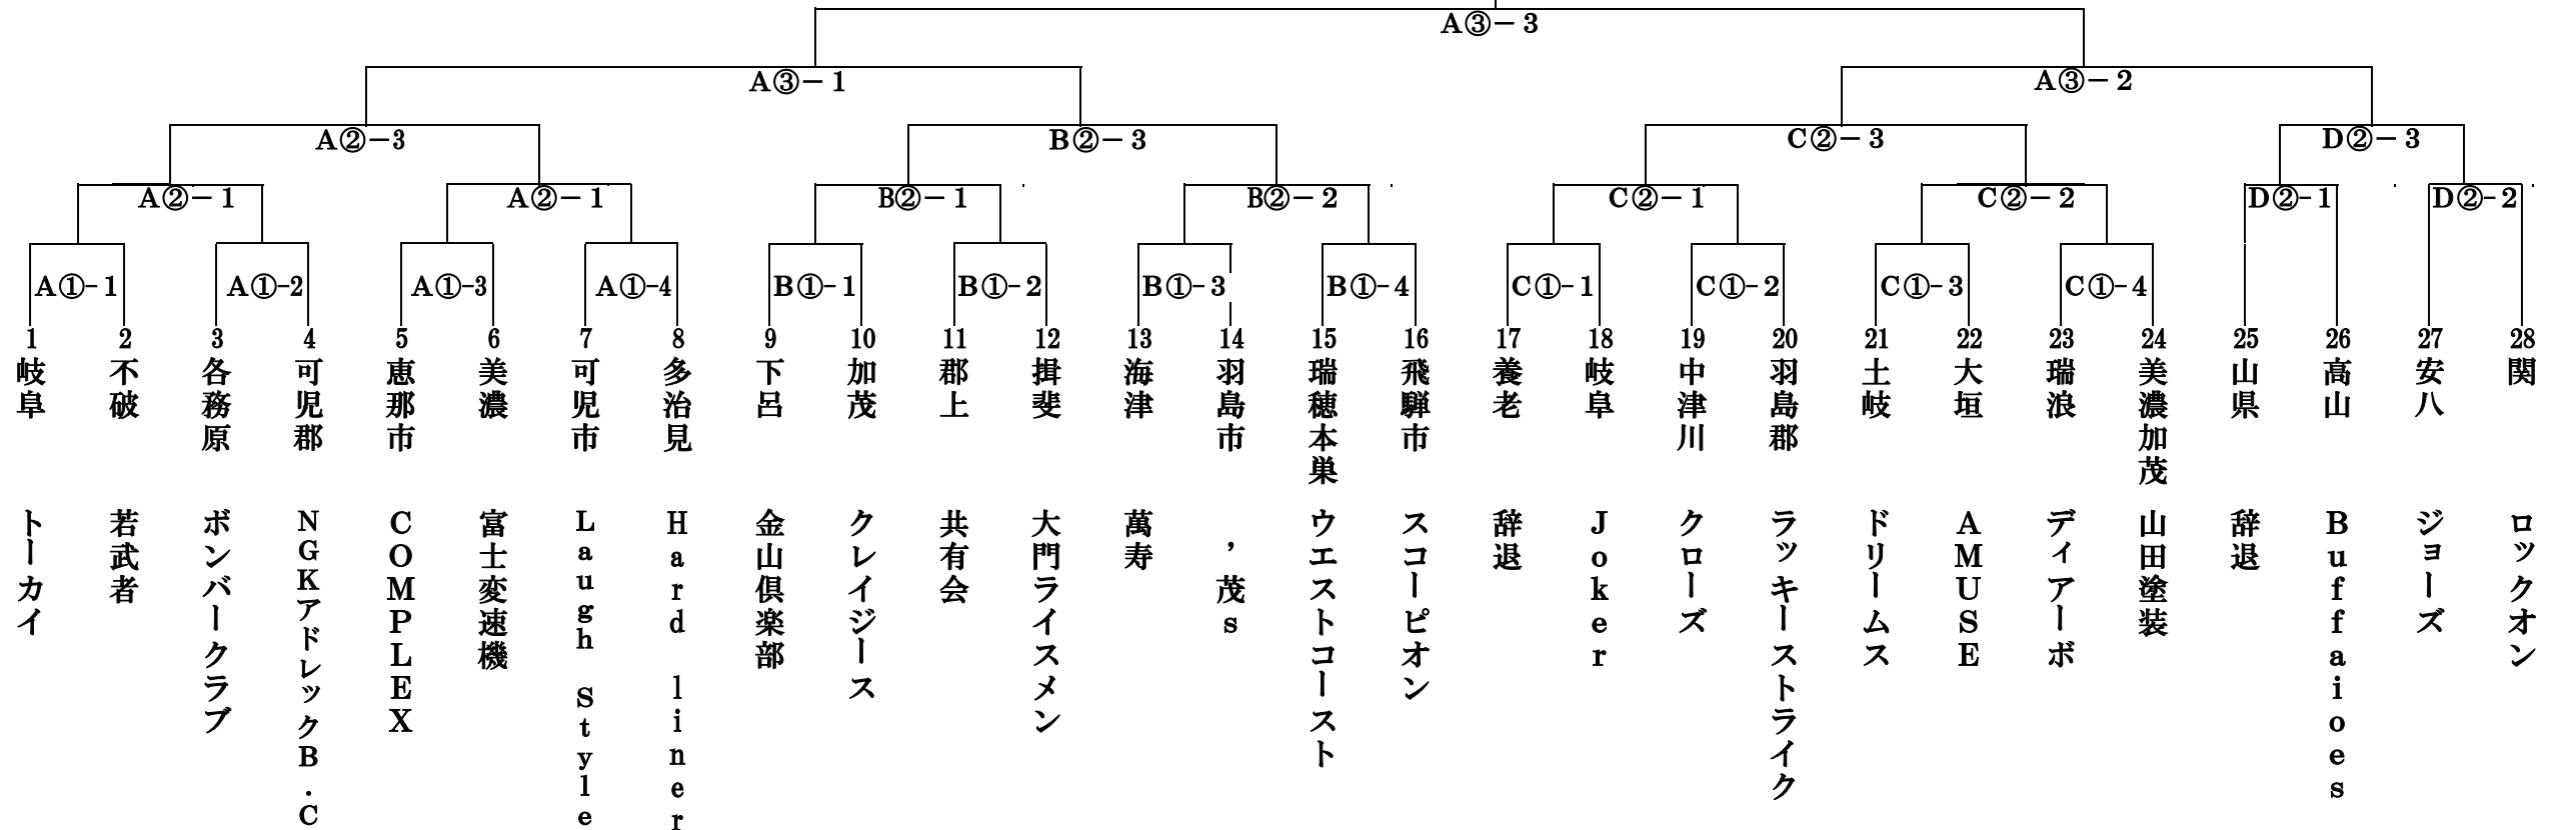 A③－3
A③－1
A③－2
A②－3
B②－3
C②－3
D②－3
A②－1
A②－1
B②－1
B②－2
C②－1
C②－2
D②-1
D②-2
A①-1
A①-2
A①-3
A①-4
B①-1
B①-2
B①-3
B①-4
C①-1
C①-2
C①-3
C①-4
1 岐阜 トーカイ
2 不破 若武者
3 各務原 ボンバークラブ
4 可児郡 NGKアドレックB.C
5 恵那市 COMPLEX
6 美濃 富士変速機
7 可児市 Laugh Style
8 多治見 Hard liner
9 下呂 金山倶楽部
10 加茂 クレイジース
11 郡上 共有会
12 揖斐 大門ライスメン
13 海津 萬寿
14 羽島市 ，茂s
15 瑞穂本巣 ウエストコースト
16 飛騨市 スコーピオン
17 養老 辞退
18 岐阜 Joker
19 中津川 クローズ
20 羽島郡 ラッキーストライク
21 土岐 ドリームス
22 大垣 AMUSE
23 瑞浪 ディアーボ
24 美濃加茂 山田塗装
25 山県 辞退
26 高山 Buffaioes
27 安八 ジョーズ
28 関 ロックオン